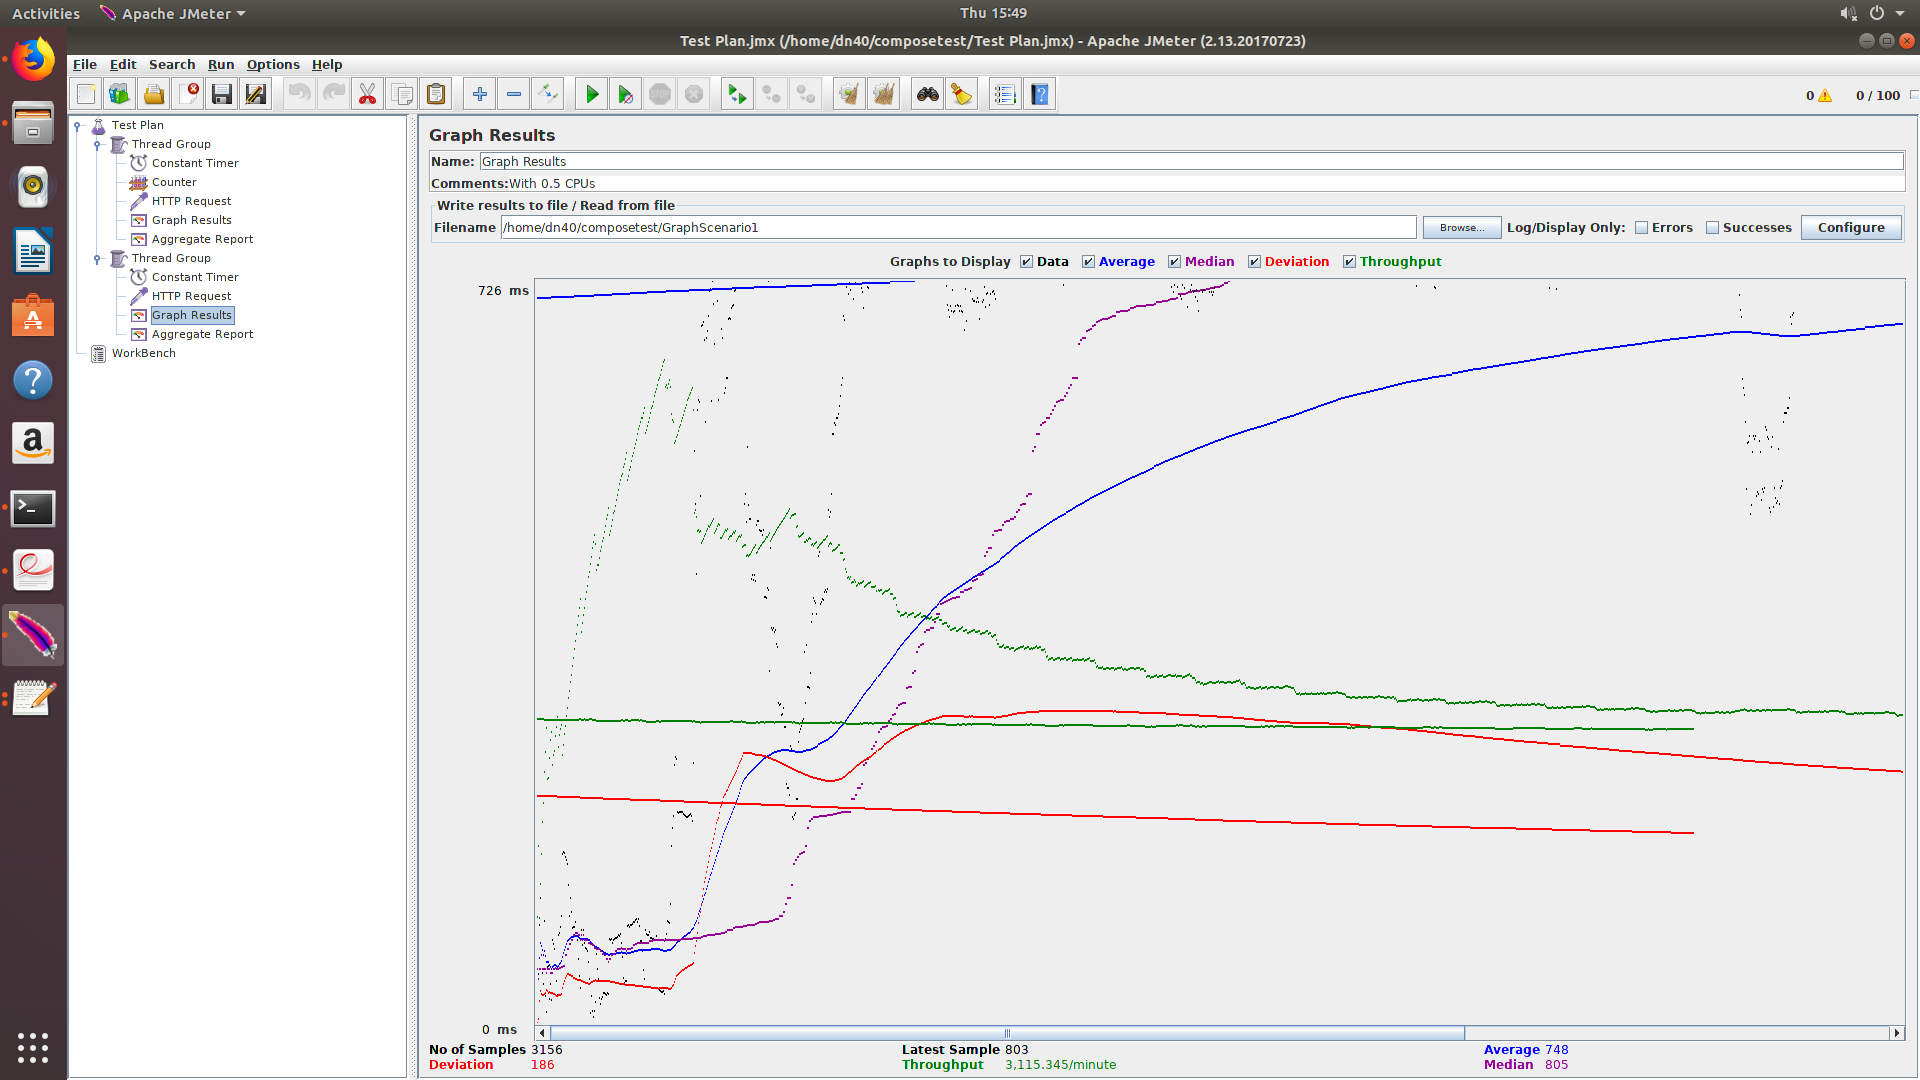 Activities Apache JMeter Thu 15:49
Test Plan.jmx (/home/dn40/composetest/Test Plan.jmx) - Apache JMeter (2.13.20170723)
File Edit Search Run Options Help
0 0 / 100
Test Plan
Thread Group
Constant Timer
Counter
HTTP Request
Graph Results
Aggregate Report
Thread Group
Constant Timer
HTTP Request
Graph Results
Aggregate Report
WorkBench
Graph Results
Name: Graph Results
Comments: With 0.5 CPUs
Write results to file / Read from file
Filename /home/dn40/composetest/GraphScenario1 Browse... Log/Display Only: Errors Successes Configure
Graphs to Display Data Average Median Deviation Throughput
726 ms
0 ms
No of Samples 3156 Latest Sample 803 Average 748
Deviation 186 Throughput 3,115.345/minute Median 805